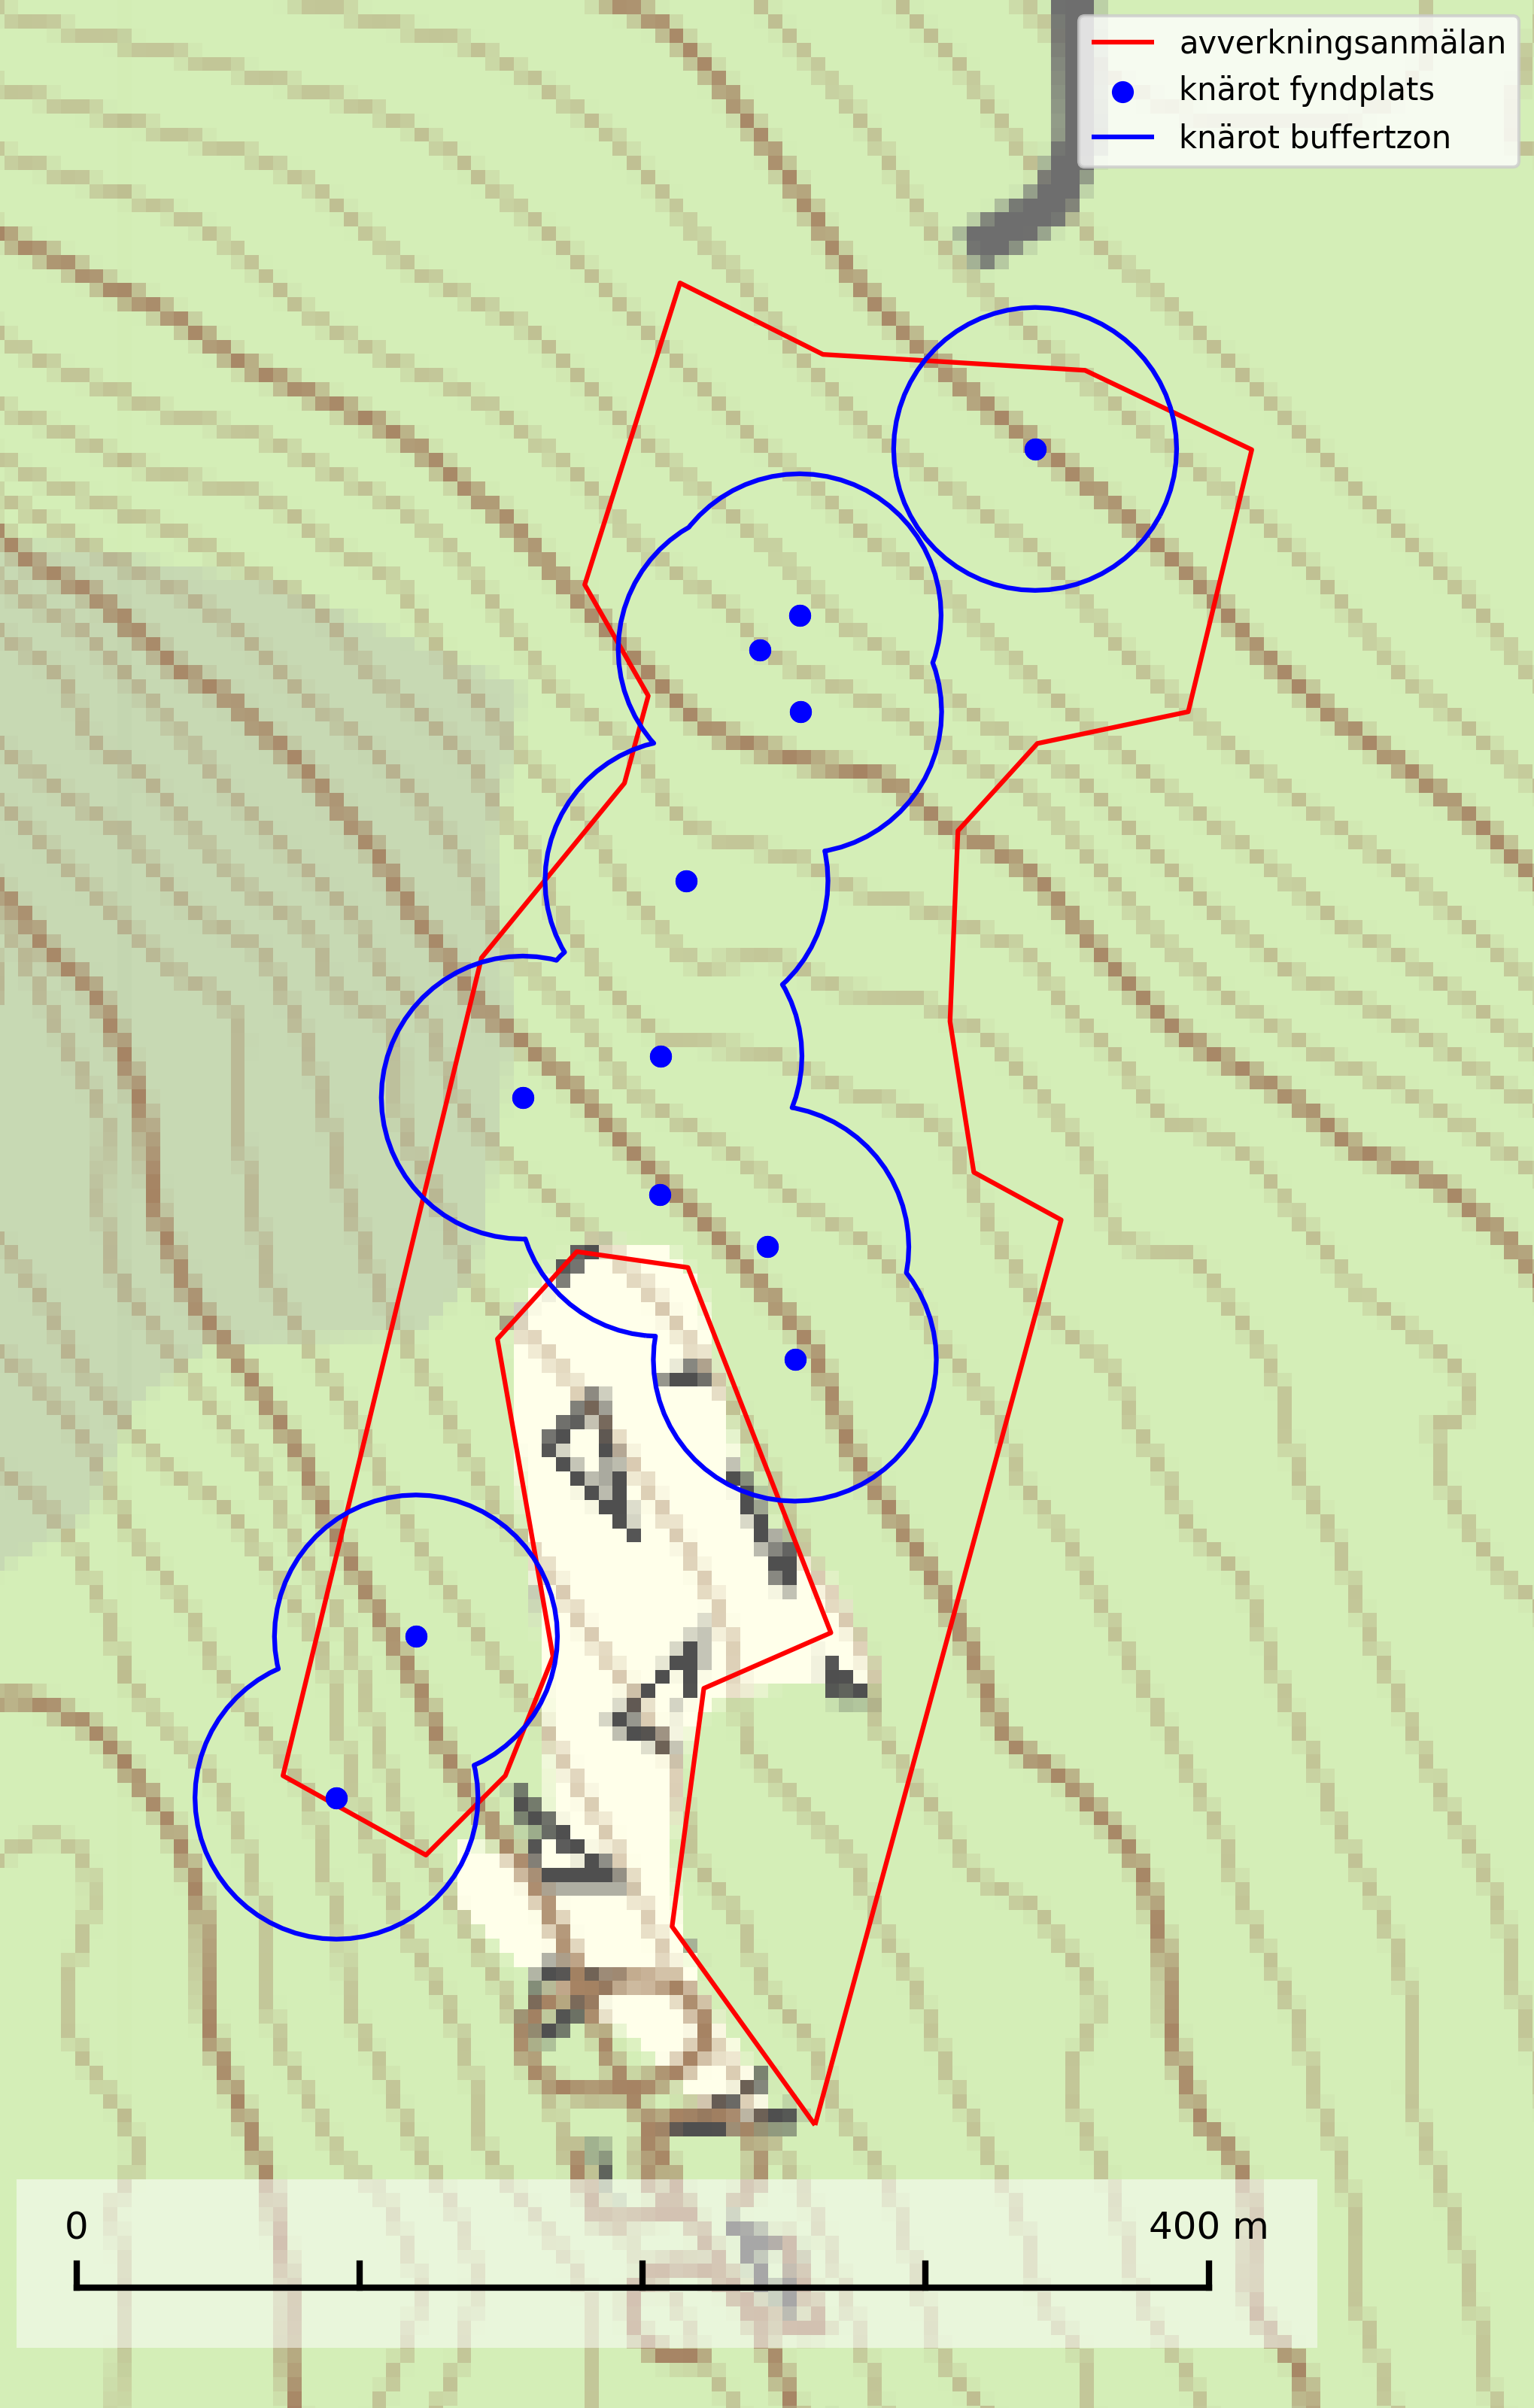 avverkningsanmälan
knärot fyndplats
knärot buffertzon
0
400 m